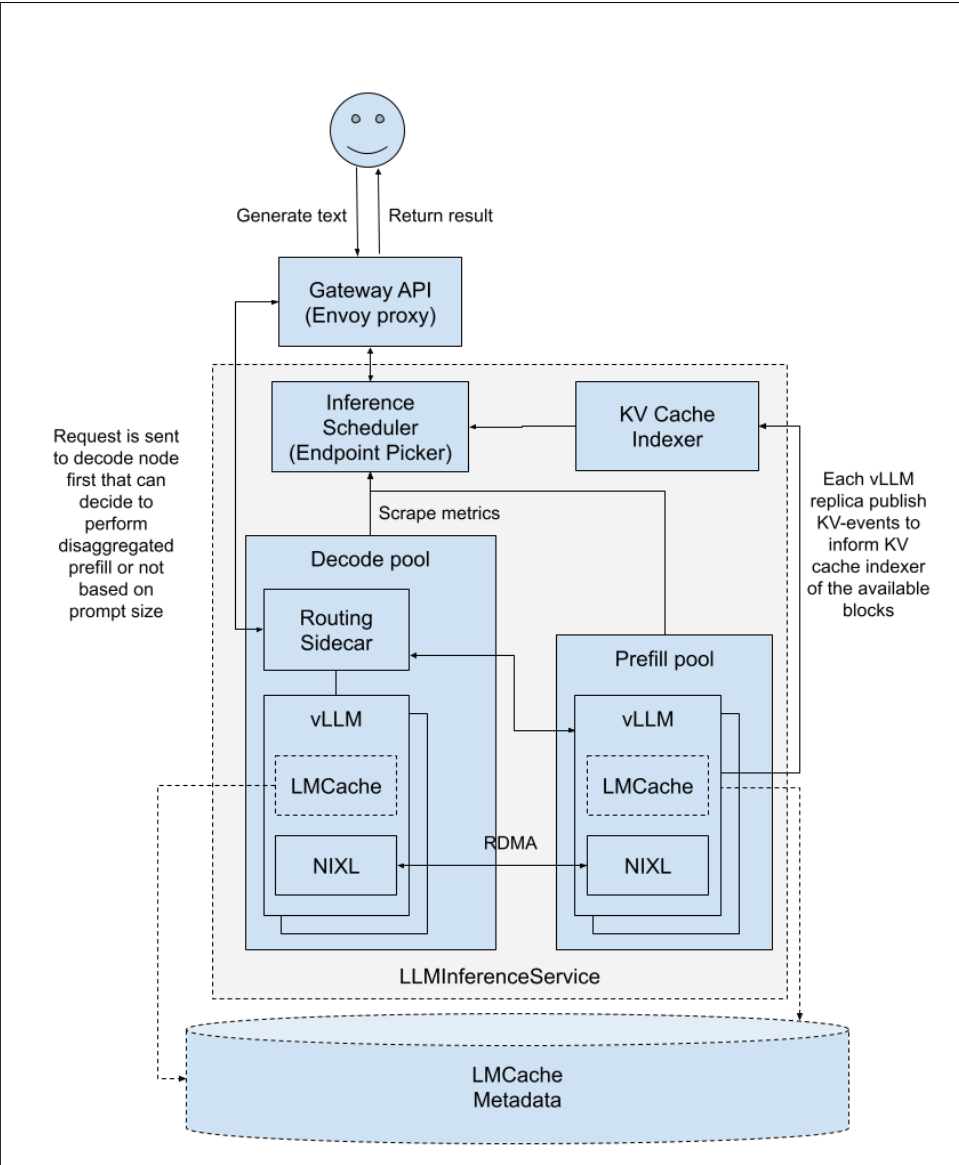 Generate text
Return result
Gateway API
(Envoy proxy)
Inference
Scheduler
(Endpoint Picker)
KV Cache
Indexer
Request is sent
to decode node
first that can
decide to
perform
disaggregated
prefill or not
based on
prompt size
Each vLLM
replica publish
KV-events to
inform KV
cache indexer
of the available
blocks
Scrape metrics
Decode pool
Routing
Sidecar
vLLM
LMCache
NIXL
RDMA
Prefill pool
vLLM
LMCache
NIXL
LLMInferenceService
LMCache
Metadata